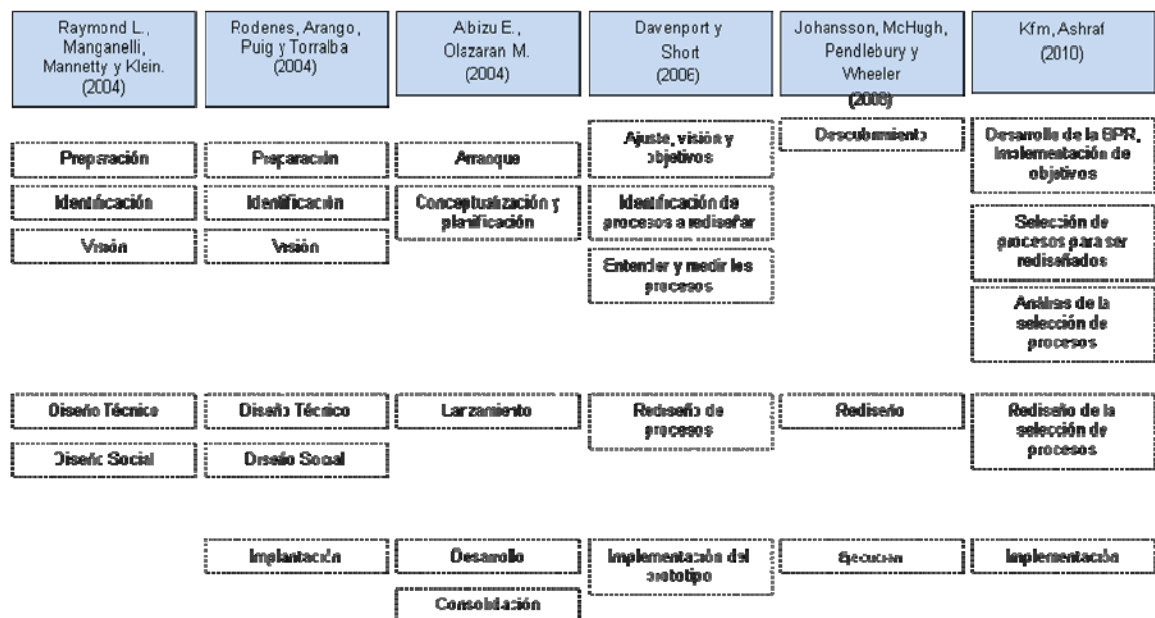 Raymond L.,
Manganelli,
Mannetty y Klein.
(2004)
Rodenes, Arango,
Puig y Torralba
(2004)
Albizu E.,
Olazaran M.
(2004)
Davenport y
Short
(2006)
Johansson, McHugh,
Pendlebury y
Wheeler
(2008)
Kfm, Ashraf
(2010)
Preparación
Identificación
Visión
Preparación
Identificación
Visión
Arranque
Conceptualización y
planificación
Ajuste, visión y
objetivos
Identificación de
procesos a rediseñar
Entender y medir los
procesos
Descubrimiento
Desarrollo de la BPR,
Implementación de
objetivos
Selección de
procesos para ser
rediseñados
Análisis de la
selección de
procesos
Diseño Técnico
Diseño Social
Diseño Técnico
Diseño Social
Lanzamiento
Rediseño de
procesos
Rediseño
Rediseño de la
selección de
procesos
Implantación
Desarrollo
Consolidación
Implementación del
prototipo
Ejecución
Implementación